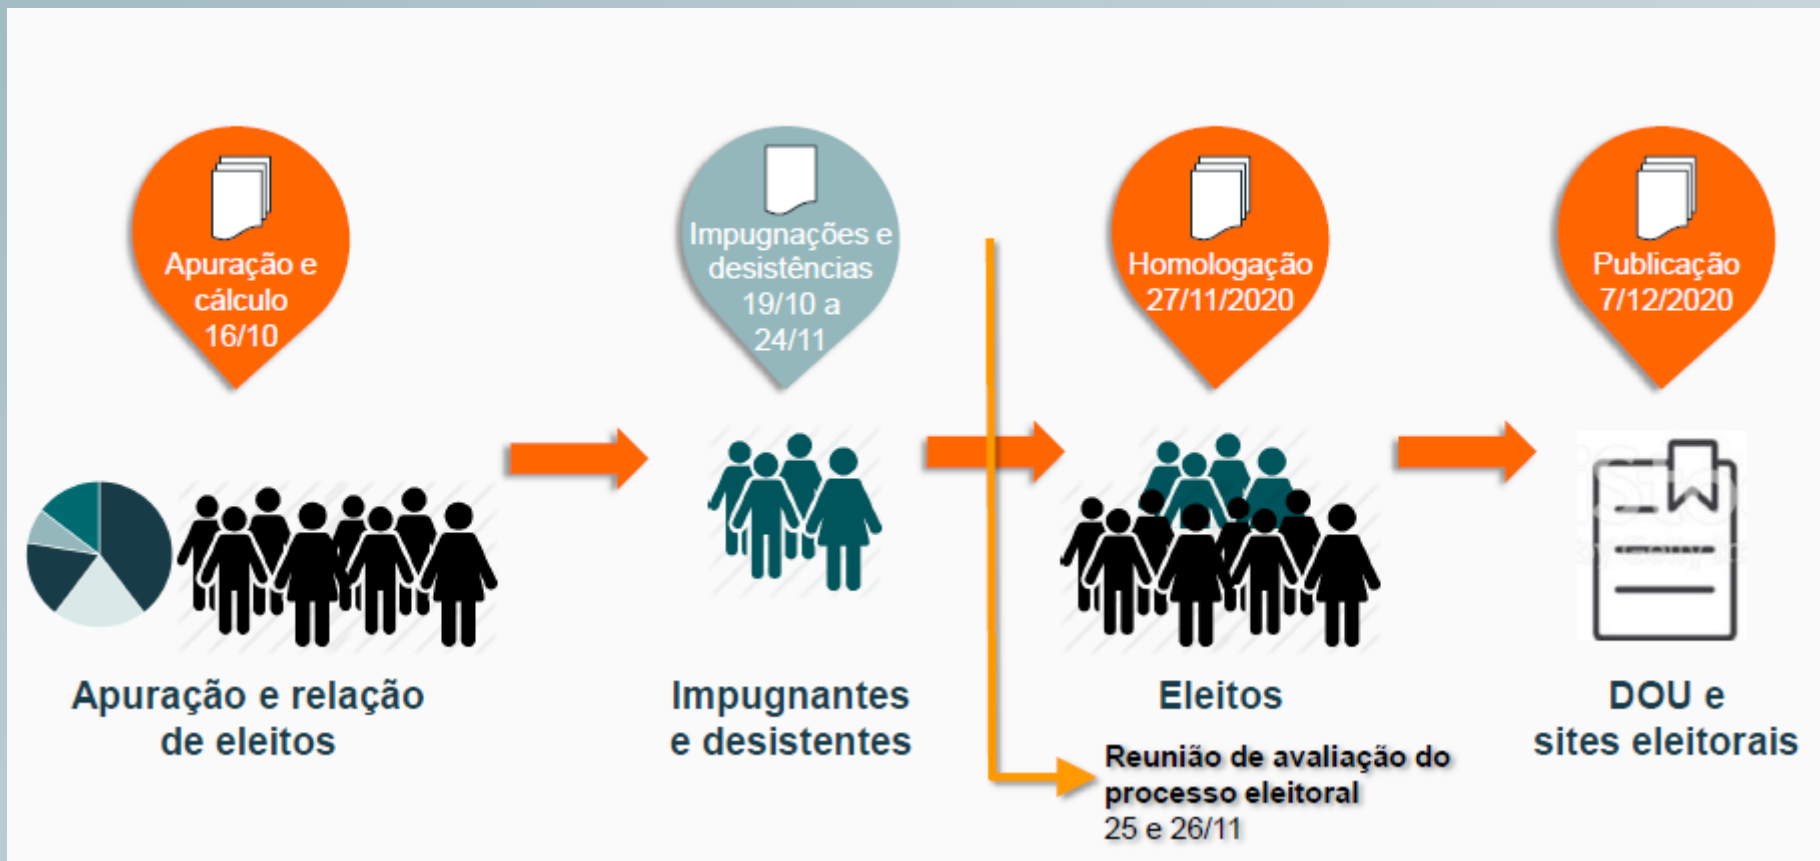 Apuração e
cálculo
16/10
Impugnações e
desistências
19/10 a
24/11
Homologação
27/11/2020
Publicação
7/12/2020
Apuração e relação
de eleitos
Impugnantes
e desistentes
Eleitos
DOU e
sites eleitorais
Reunião de avaliação do
processo eleitoral
25 e 26/11